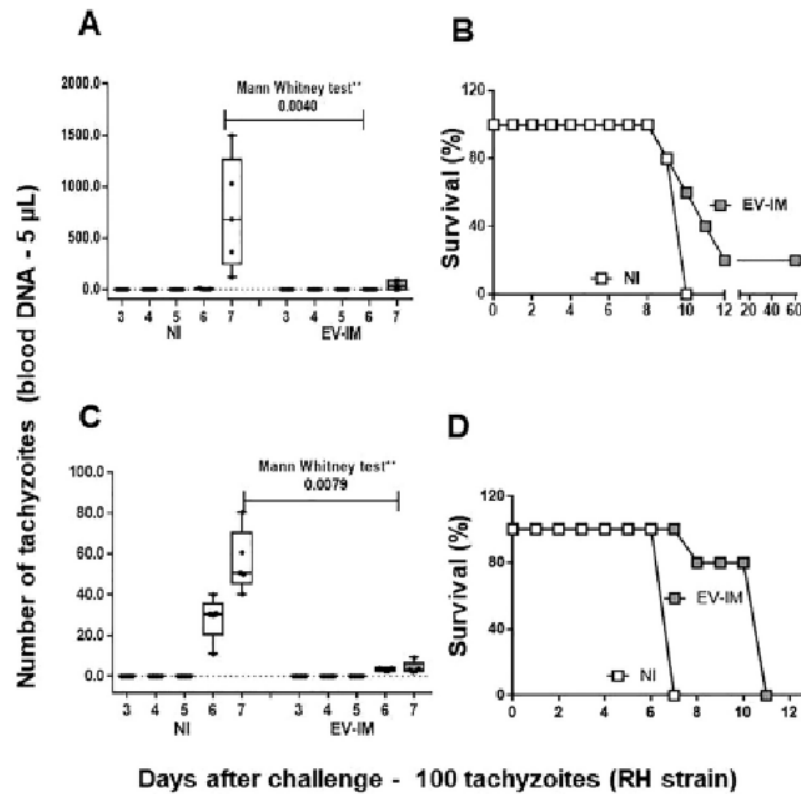 A
Number of tachyzoites (blood DNA - 5 µL)
Mann Whitney test**
0.0040
2000.0
1500.0
1000.0
500.0
0.0
3 4 5 6 7 3 4 5 6 7
NI EV-IM
B
Survival (%)
120
80
40
0
EV-IM
NI
0 2 4 6 8 10 12 20 40 60
C
Mann Whitney test**
0.0079
100.0
80.0
60.0
40.0
20.0
0.0
3 4 5 6 7 3 4 5 6 7
NI EV-IM
D
Survival (%)
120
80
40
0
EV-IM
NI
0 2 4 6 8 10 12
Days after challenge - 100 tachyzoites (RH strain)